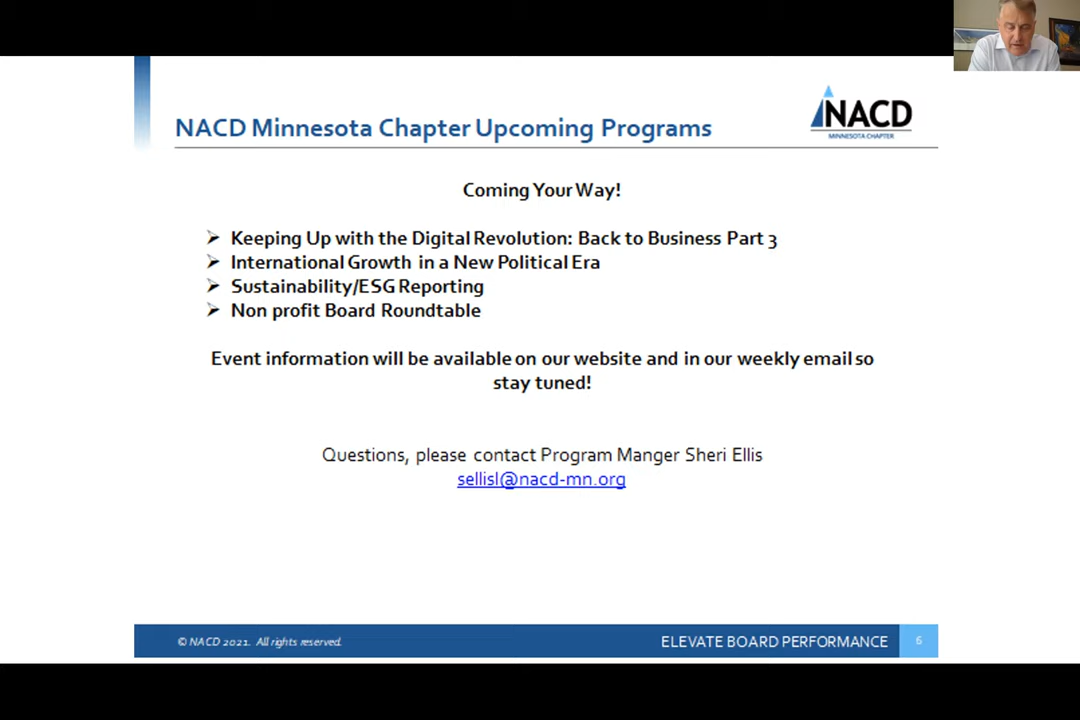 NACD Minnesota Chapter Upcoming Programs
NACD
MINNESOTA CHAPTER
Coming Your Way!
➢ Keeping Up with the Digital Revolution: Back to Business Part 3
➢ International Growth in a New Political Era
➢ Sustainability/ESG Reporting
➢ Non profit Board Roundtable
Event information will be available on our website and in our weekly email so
stay tuned!
Questions, please contact Program Manger Sheri Ellis
sellisl@nacd-mn.org
© NACD 2021. All rights reserved.
ELEVATE BOARD PERFORMANCE
6